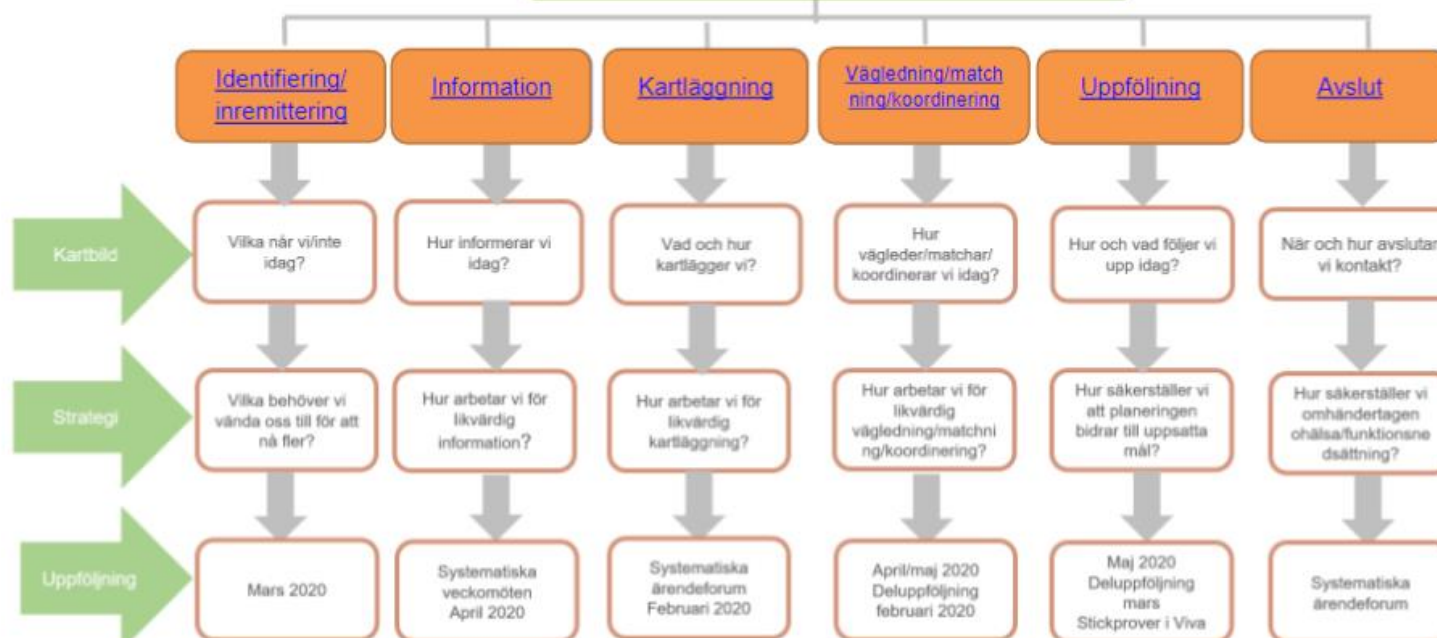 Identifiering/
inremittering
Information
Kartläggning
Vägledning/match
ning/koordinering
Uppföljning
Avslut
Kartbild
Vilka når vi/inte
idag?
Hur informerar vi
idag?
Vad och hur
kartlägger vi?
Hur
vägleder/matchar/
koordinerar vi idag?
Hur och vad följer vi
upp idag?
När och hur avslutar
vi kontakt?
Strategi
Vilka behöver vi
vända oss till för att
nå fler?
Hur arbetar vi för
likvärdig
information?
Hur arbetar vi för
likvärdig
kartläggning?
Hur arbetar vi för
likvärdig
vägledning/matchni
ng/koordinering?
Hur säkerställer vi
att planeringen
bidrar till uppsatta
mål?
Hur säkerställer vi
omhändertagen
ohälsa/funktionsne
dsättning?
Uppföljning
Mars 2020
Systematiska
veckomöten
April 2020
Systematiska
ärendeforum
Februari 2020
April/maj 2020
Deluppföljning
februari 2020
Maj 2020
Deluppföljning
mars
Stickprover i Viva
Systematiska
ärendeforum